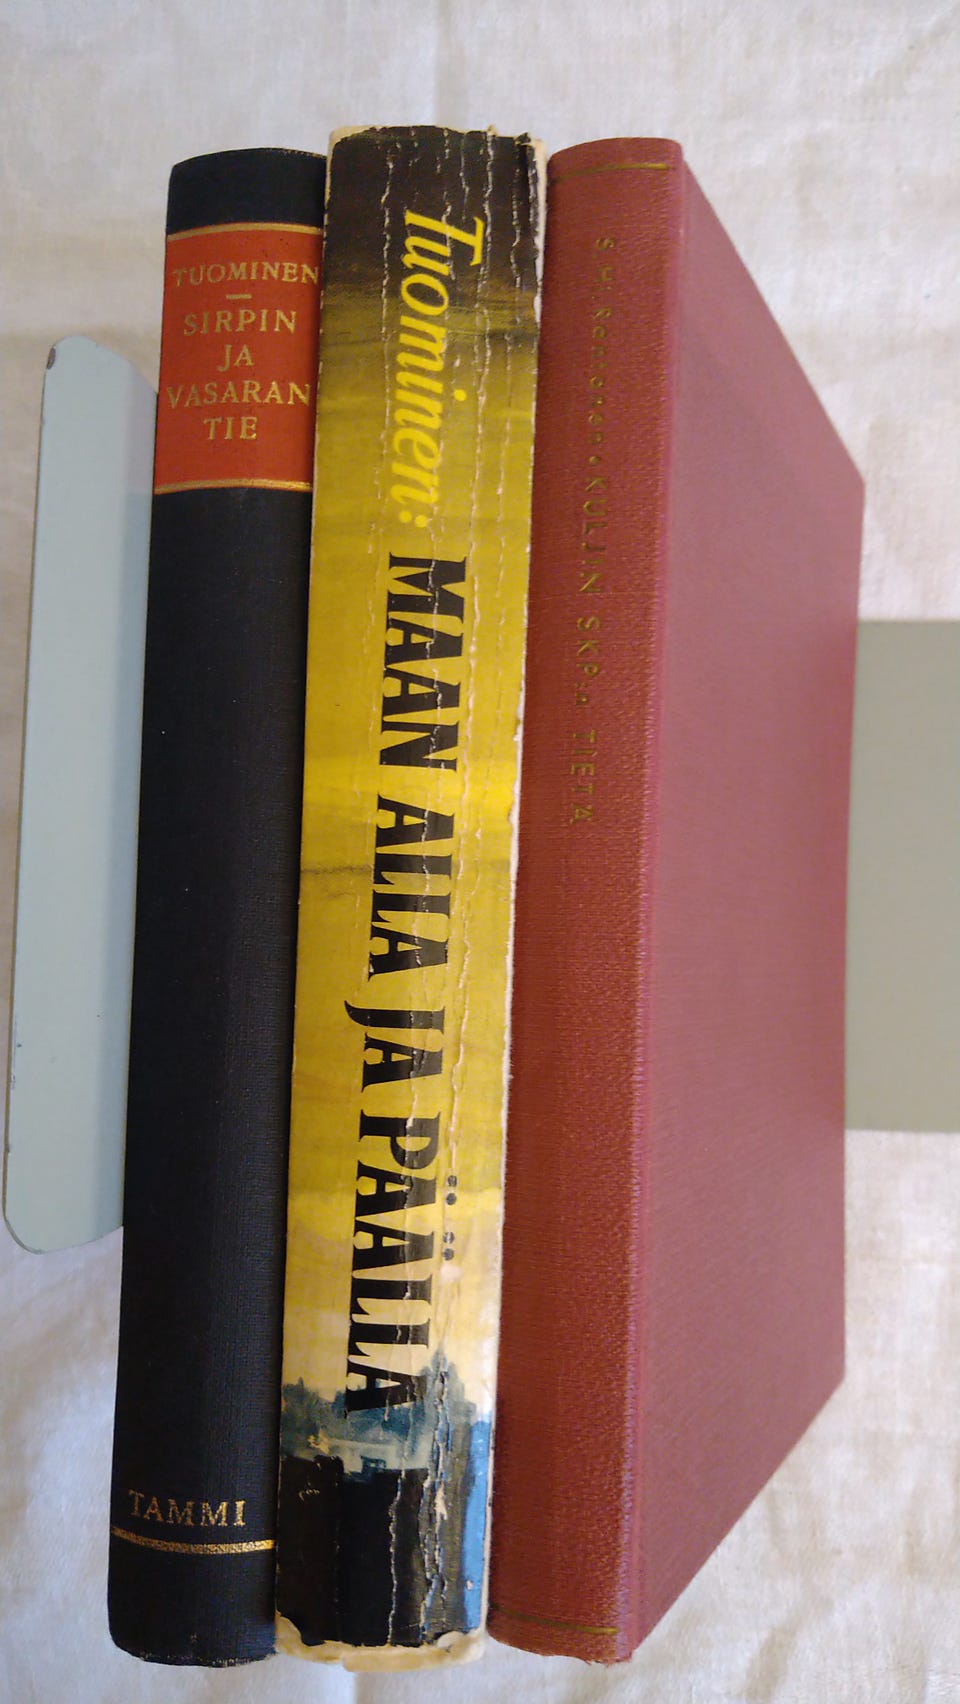 TUOMINEN
SIRPIN
JA
VASARAN
TIE
TAMMI
Tuominen: MAAN ALLA JA PÄÄLLÄ
S.H. KULJIN SKP:n TIETÄ